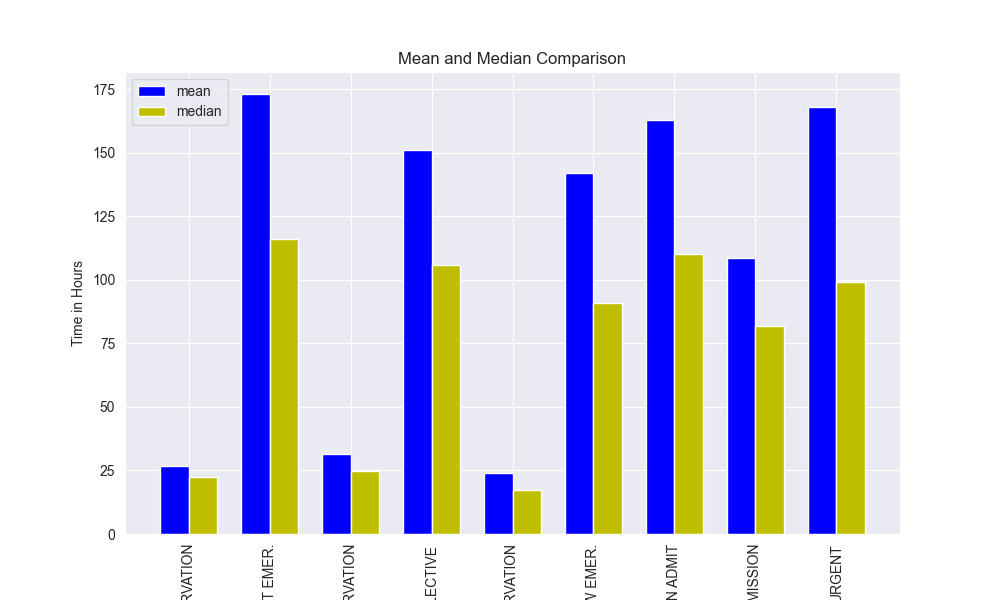 Mean and Median Comparison
mean
median
175
150
125
100
75
50
25
0
Time in Hours
RVATION
T EMER.
RVATION
LECTIVE
RVATION
W EMER.
N ADMIT
MISSION
URGENT